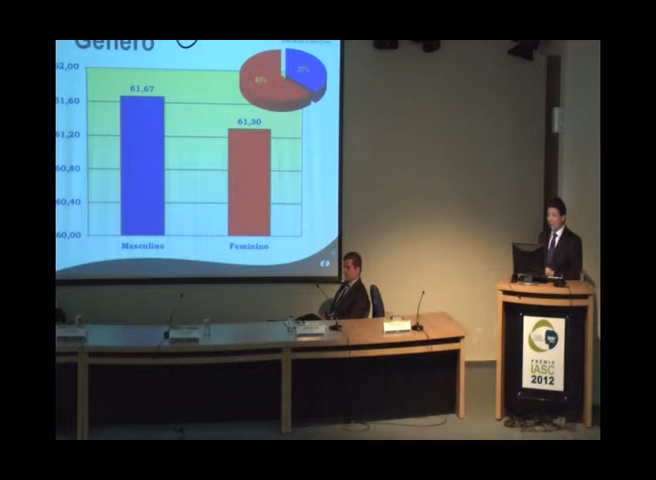 Gênero
62,00
61,60
61,20
60,80
60,40
60,00
61,67
61,30
63%
37%
Masculino
Feminino
PRÊMIO
IASC
2012